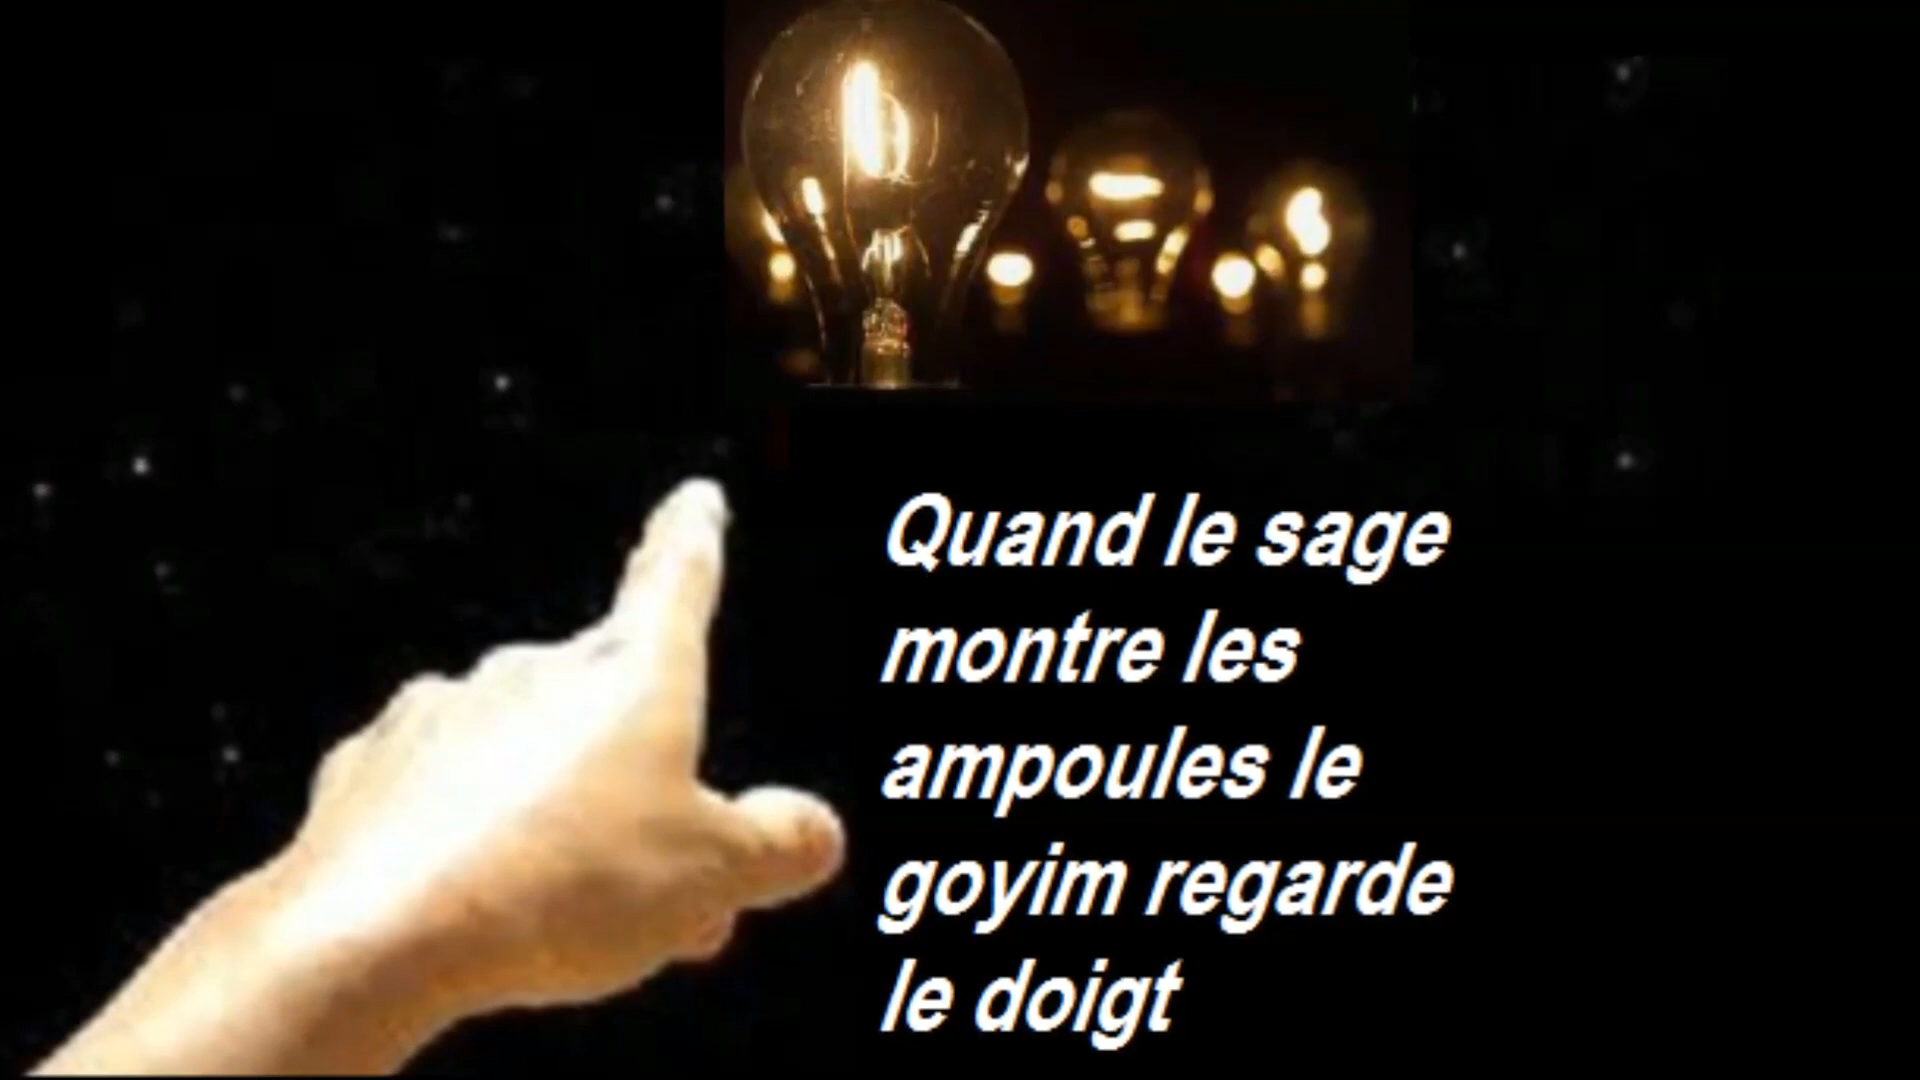 Quand le sage
montre les
ampoules le
goyim regarde
le doigt